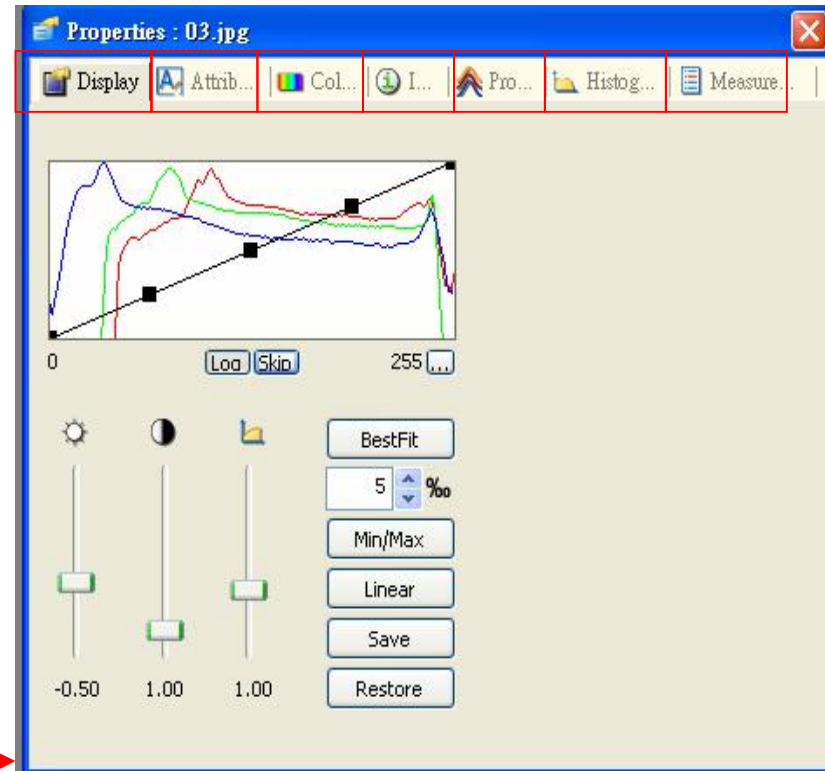 Properties : 03.jpg
Display Attrib... Col... I... Pro... Histog... Measure...
0 Log Skip 255 ...
BestFit
5 ‰
Min/Max
Linear
Save
-0.50 1.00 1.00 Restore